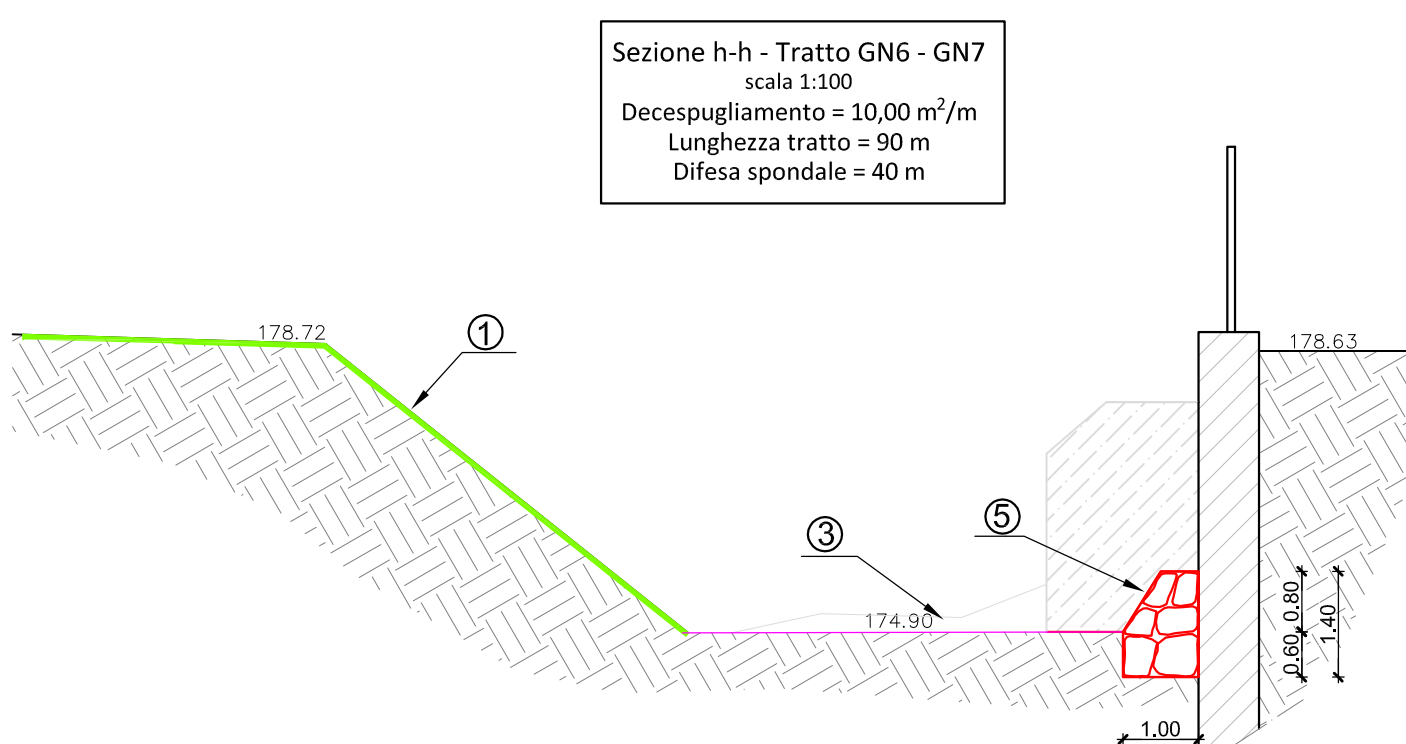 Sezione h-h - Tratto GN6 - GN7
scala 1:100
Decespugliamento = 10,00 m²/m
Lunghezza tratto = 90 m
Difesa spondale = 40 m
178.72
1
178.63
5
3
174.90
0.80
0.60
1.40
1.00